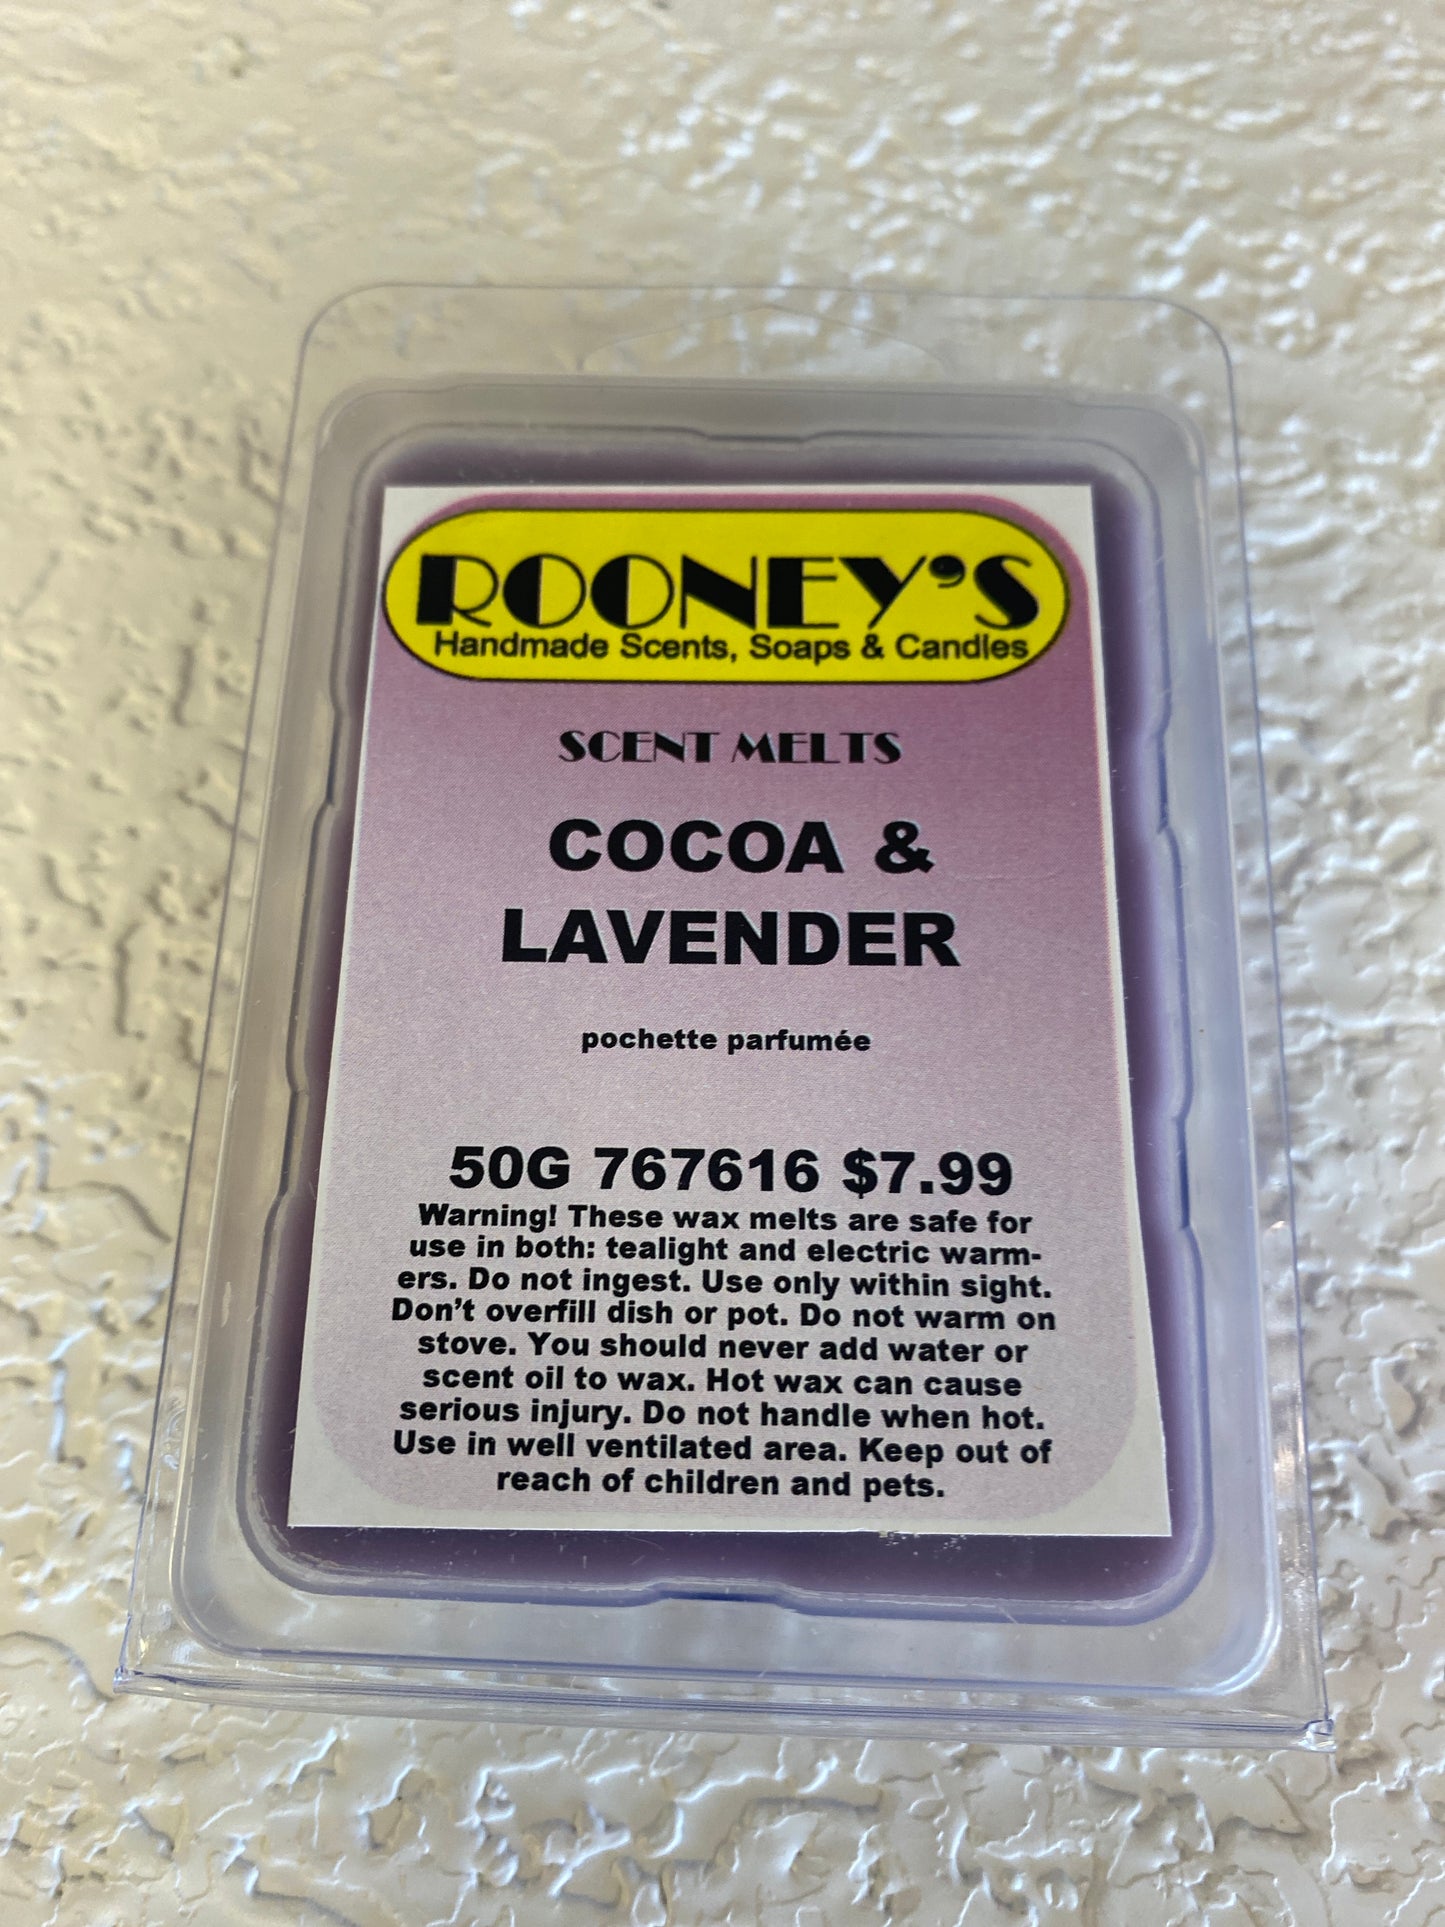 ROONEY'S
Handmade Scents, Soaps & Candles
SCENT MELTS
COCOA &
LAVENDER
pochette parfumée
50G 767616 $7.99
Warning! These wax melts are safe for
use in both: tealight and electric warm-
ers. Do not ingest. Use only within sight.
Don't overfill dish or pot. Do not warm on
stove. You should never add water or
scent oil to wax. Hot wax can cause
serious injury. Do not handle when hot.
Use in well ventilated area. Keep out of
reach of children and pets.